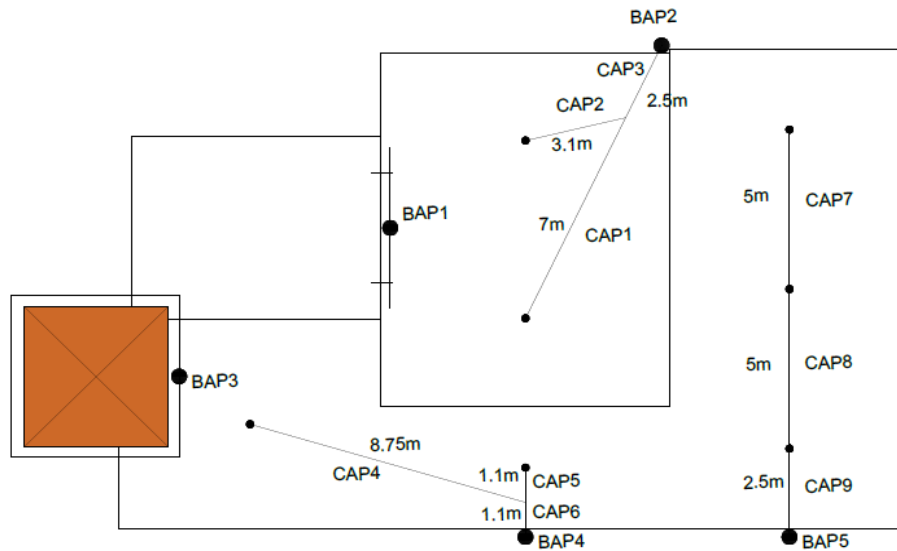 BAP2
CAP3
2.5m
CAP2
3.1m
5m
CAP7
BAP1
7m
CAP1
5m
CAP8
BAP3
8.75m
CAP4
1.1m
CAP5
2.5m
CAP9
1.1m
CAP6
BAP4
BAP5